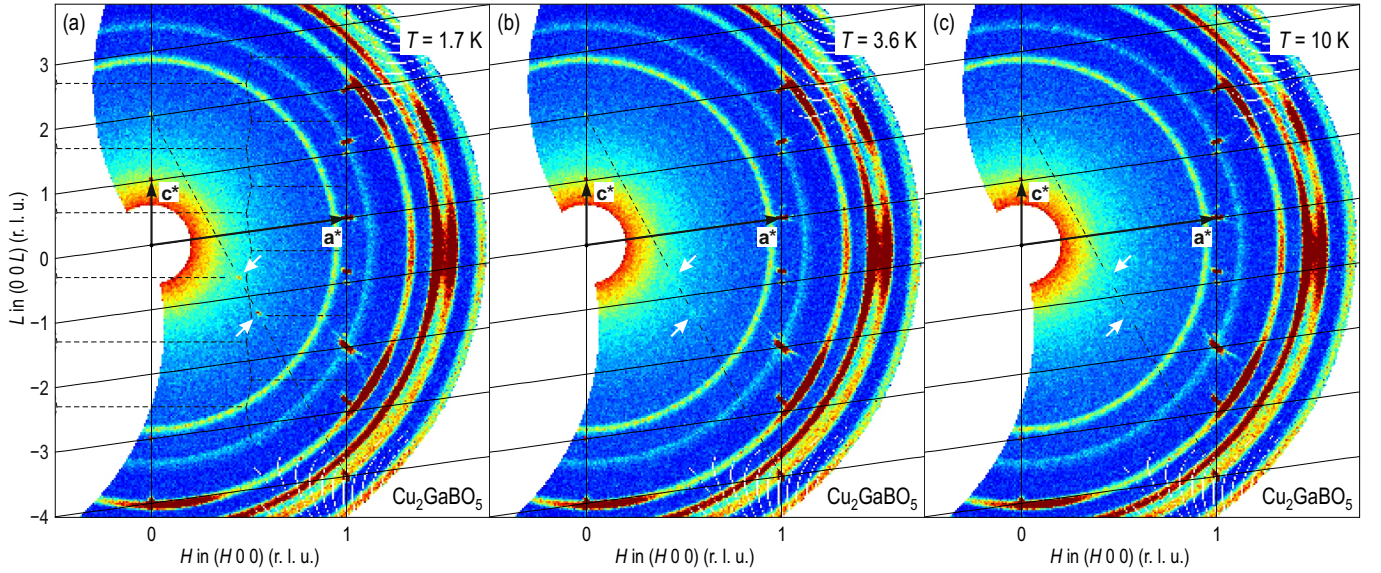 (a) T = 1.7 K
(b) T = 3.6 K
(c) T = 10 K
3
2
1
0
−1
−2
−3
−4
L in (0 0 L) (r. l. u.)
c*
a*
Cu₂GaBO₅
c*
a*
Cu₂GaBO₅
c*
a*
Cu₂GaBO₅
0 1
0 1
0 1
H in (H 0 0) (r. l. u.)
H in (H 0 0) (r. l. u.)
H in (H 0 0) (r. l. u.)